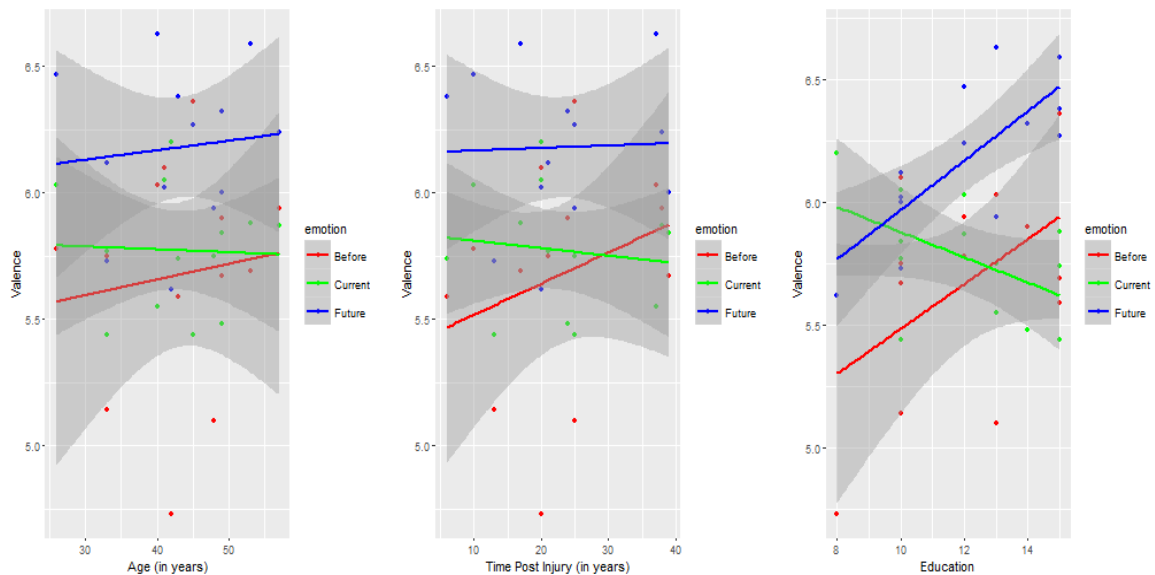 6.5
6.0
5.5
5.0
Valence
30
40
50
Age (in years)
emotion
Before
Current
Future
6.5
6.0
5.5
5.0
Valence
10
20
30
40
Time Post Injury (in years)
emotion
Before
Current
Future
6.5
6.0
5.5
5.0
Valence
8
10
12
14
Education
emotion
Before
Current
Future